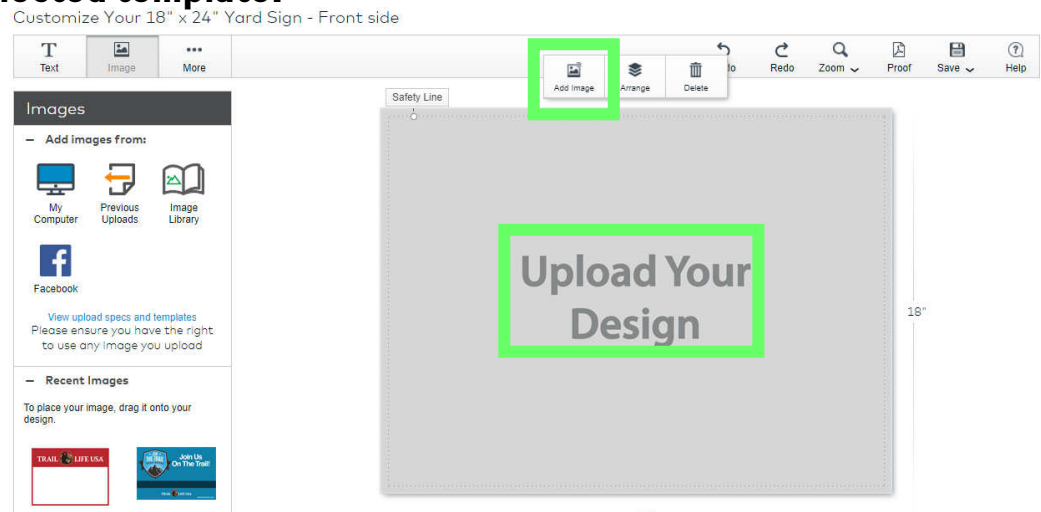 Customize Your 18" x 24" Yard Sign - Front side
Text
Image
More
Add Image
Arrange
Delete
Redo
Zoom
Proof
Save
Help
Images
Safety Line
– Add images from:
My
Computer
Previous
Uploads
Image
Library
Facebook
View upload specs and templates
Please ensure you have the right
to use any image you upload
Upload Your
Design
18"
– Recent Images
To place your image, drag it onto your
design.
TRAIL LIFE USA
Join Us
On The Trail!